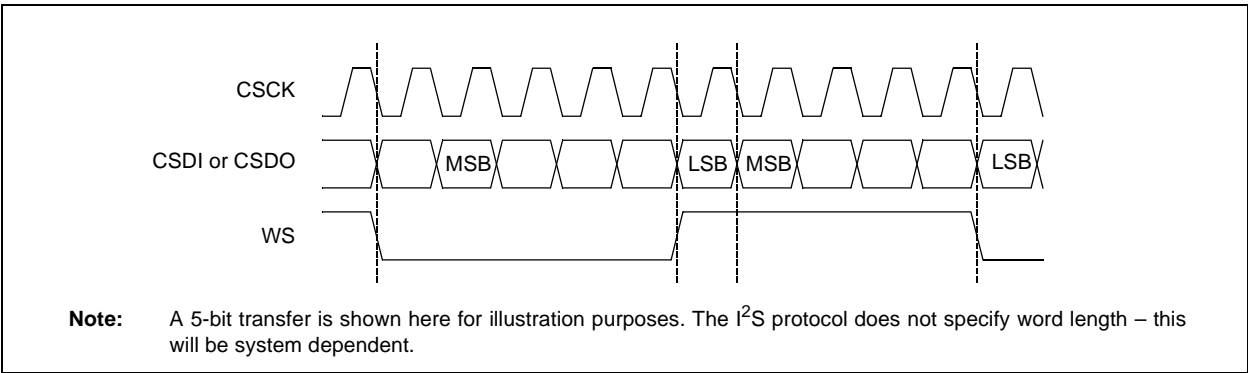 CSCK
CSDI or CSDO
MSB
LSB
MSB
LSB
WS
Note: A 5-bit transfer is shown here for illustration purposes. The I²S protocol does not specify word length – this
will be system dependent.